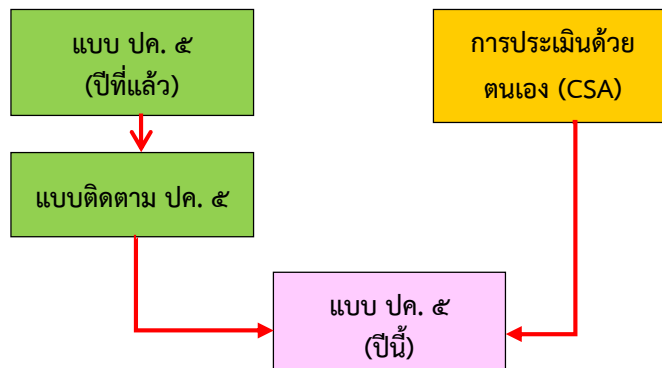 แบบ ปค. ๕
(ปีที่แล้ว)
การประเมินด้วย
ตนเอง (CSA)
แบบติดตาม ปค. ๕
แบบ ปค. ๕
(ปีนี้)